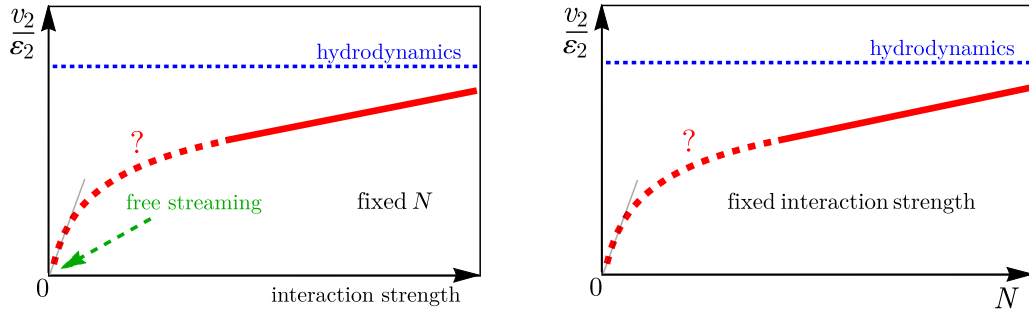 v₂/ε₂
hydrodynamics
?
free streaming
fixed N
0
interaction strength
v₂/ε₂
hydrodynamics
?
fixed interaction strength
0
N